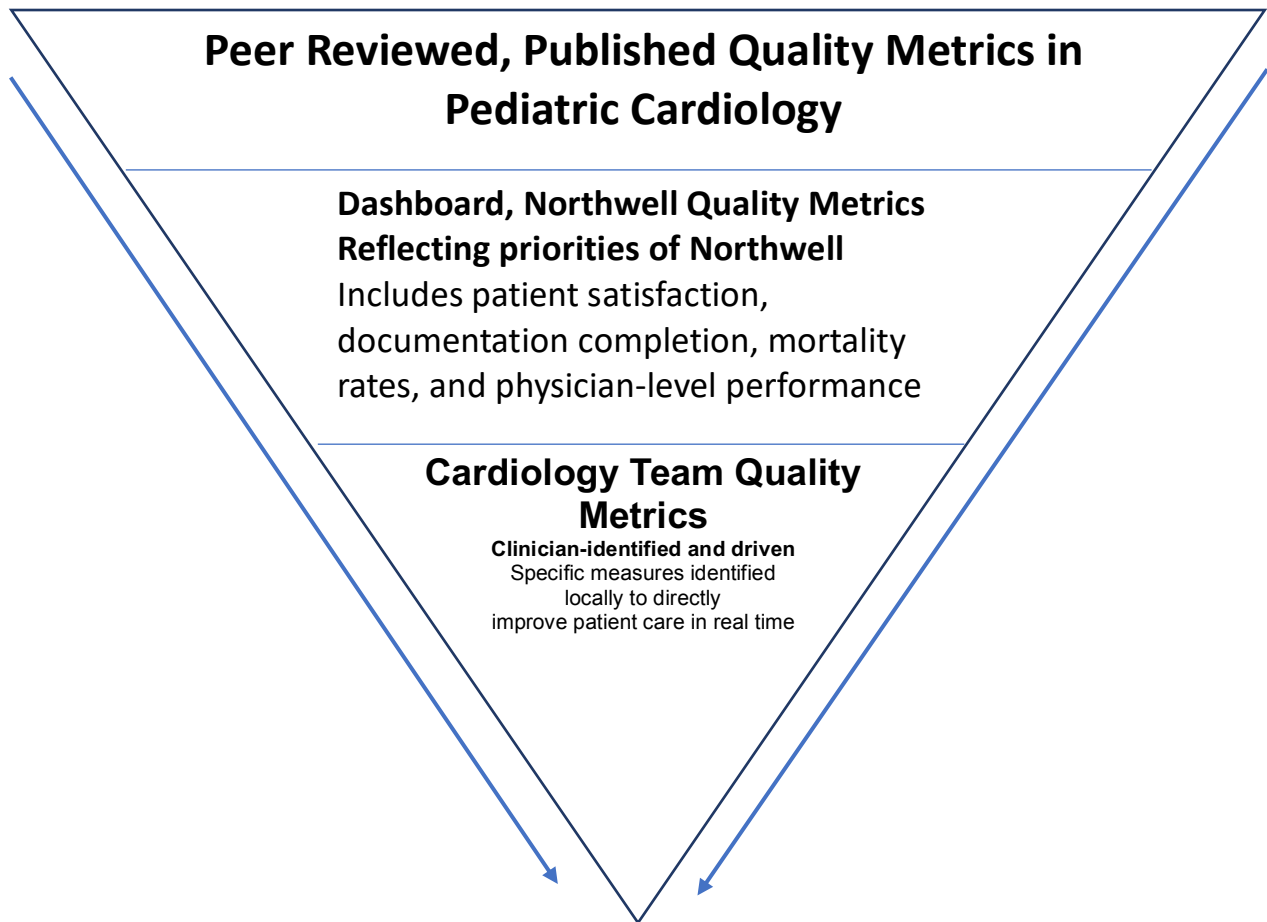 Peer Reviewed, Published Quality Metrics in
Pediatric Cardiology
Dashboard, Northwell Quality Metrics
Reflecting priorities of Northwell
Includes patient satisfaction,
documentation completion, mortality
rates, and physician-level performance
Cardiology Team Quality
Metrics
Clinician-identified and driven
Specific measures identified
locally to directly
improve patient care in real time